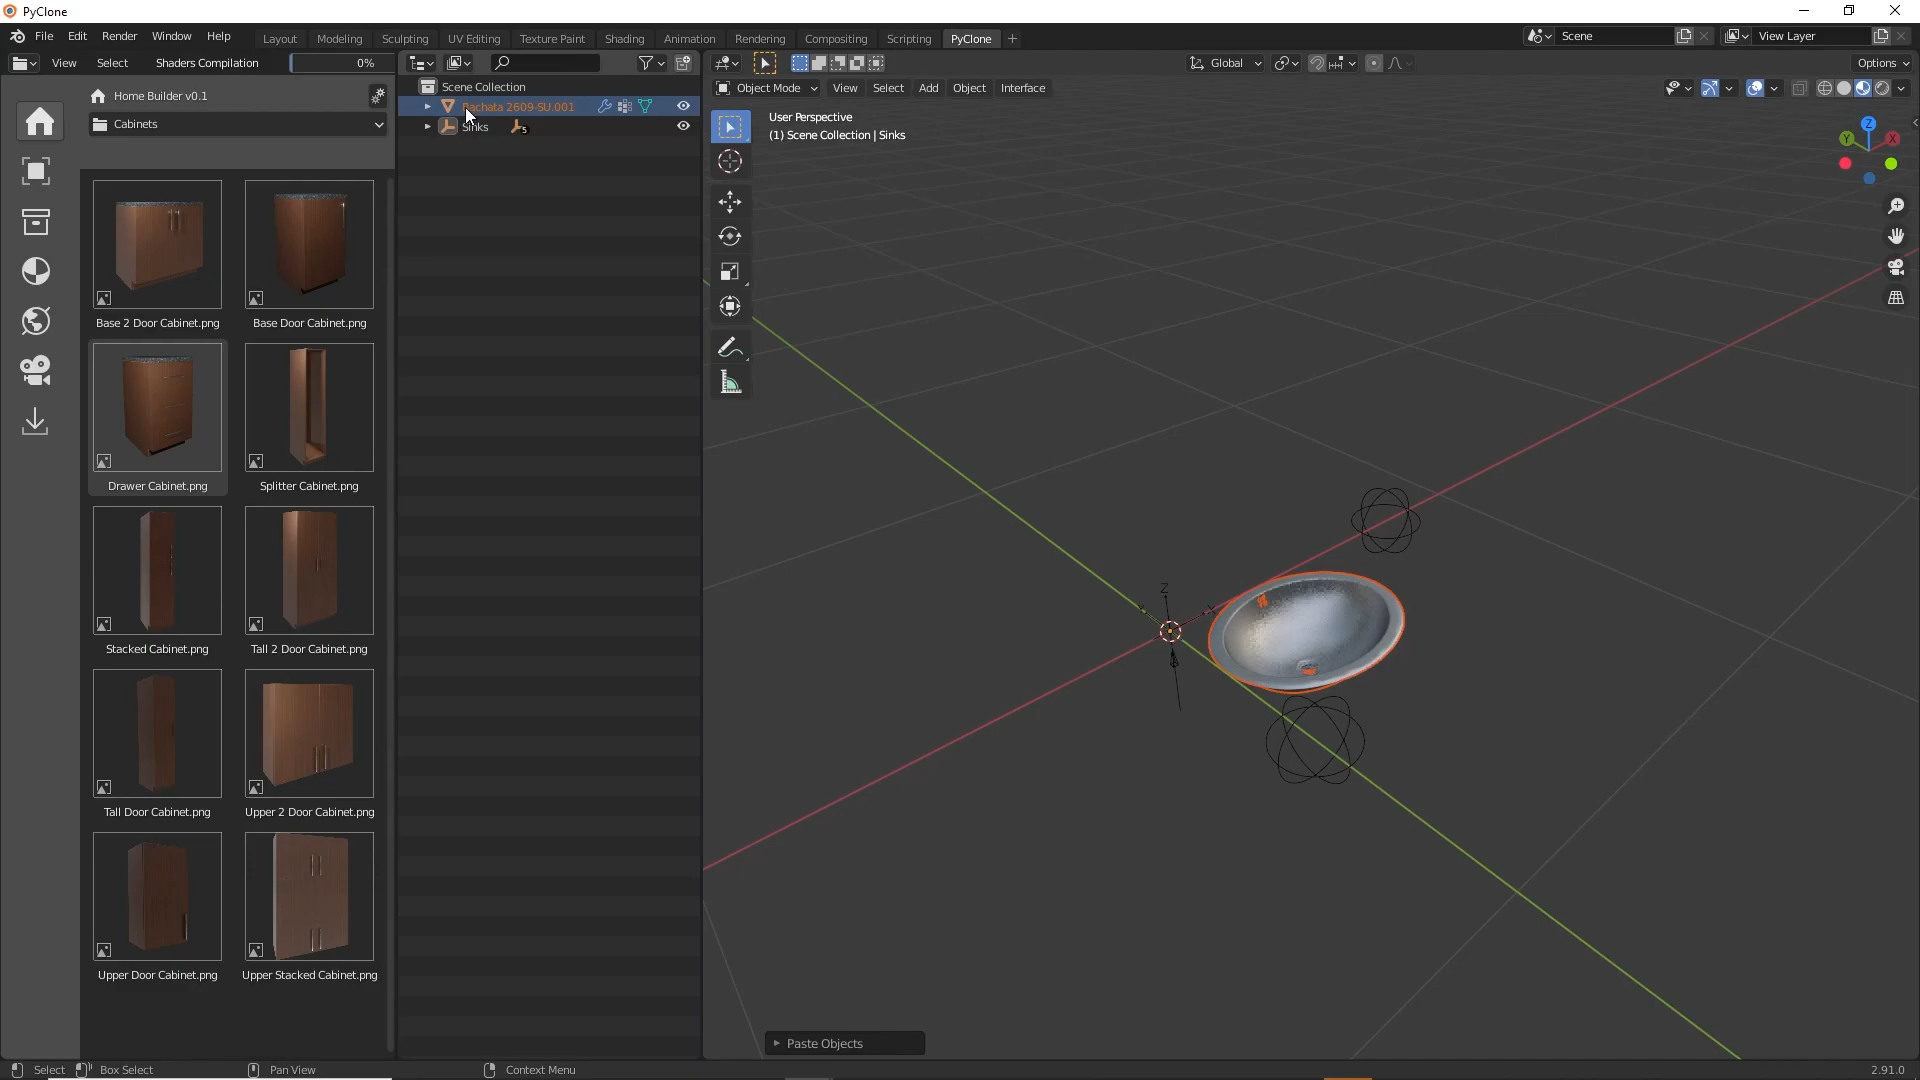 PyClone
File Edit Render Window Help Layout Modeling Sculpting UV Editing Texture Paint Shading Animation Rendering Compositing Scripting PyClone Scene View Layer
View Select Shaders Compilation 0% Global Options
Scene Collection
Object Mode View Select Add Object Interface
Home Builder v0.1
Bachata 2609-SU.001
Cabinets
Sinks 5
User Perspective
(1) Scene Collection | Sinks
Z
Y
X
Base 2 Door Cabinet.png
Base Door Cabinet.png
Drawer Cabinet.png
Splitter Cabinet.png
Z
Stacked Cabinet.png
Tall 2 Door Cabinet.png
Tall Door Cabinet.png
Upper 2 Door Cabinet.png
Upper Door Cabinet.png
Upper Stacked Cabinet.png
Paste Objects
Select Box Select Pan View Context Menu 2.91.0